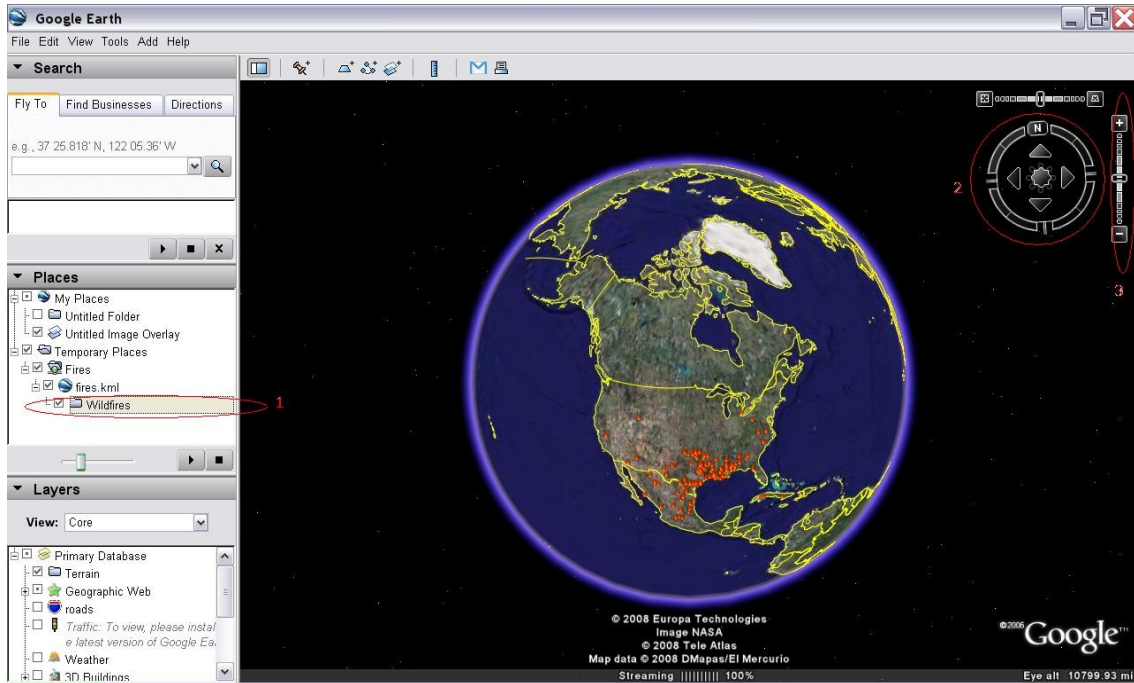 Google Earth
File Edit View Tools Add Help
Search
Fly To Find Businesses Directions
e.g., 37 25.818' N, 122 05.36' W
Places
My Places
Untitled Folder
Untitled Image Overlay
Temporary Places
Fires
fires.kml
Wildfires
1
Layers
View: Core
Primary Database
Terrain
Geographic Web
roads
Traffic: To view, please instal
e latest version of Google Ea
Weather
3D Buildings
N
2
3
© 2008 Europa Technologies
Image NASA
© 2008 Tele Atlas
Map data © 2008 DMapas/El Mercurio
©2006 Google™
Streaming |||||||||| 100%
Eye alt 10799.93 mi